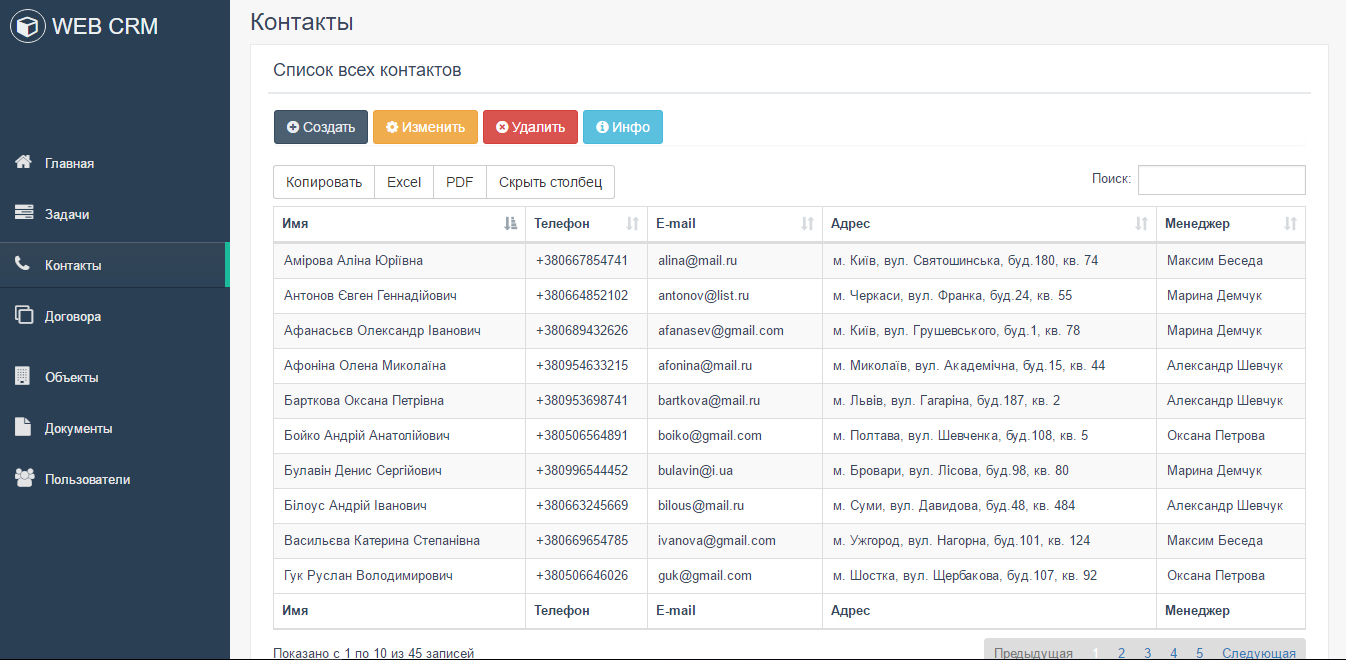 WEB CRM
Главная
Задачи
Контакты
Договора
Объекты
Документы
Пользователи
Контакты
Список всех контактов
Создать Изменить Удалить Инфо
Копировать Excel PDF Скрыть столбец Поиск:
Имя Телефон E-mail Адрес Менеджер
Амірова Аліна Юріївна +380667854741 alina@mail.ru м. Київ, вул. Святошинська, буд.180, кв. 74 Максим Беседа
Антонов Євген Геннадійович +380664852102 antonov@list.ru м. Черкаси, вул. Франка, буд.24, кв. 55 Марина Демчук
Афанасьєв Олександр Іванович +380689432626 afanasev@gmail.com м. Київ, вул. Грушевського, буд.1, кв. 78 Марина Демчук
Афоніна Олена Миколаїна +380954633215 afonina@mail.ru м. Миколаїв, вул. Академічна, буд.15, кв. 44 Александр Шевчук
Барткова Оксана Петрівна +380953698741 bartkova@mail.ru м. Львів, вул. Гагаріна, буд.187, кв. 2 Александр Шевчук
Бойко Андрій Анатолійович +380506564891 boiko@gmail.com м. Полтава, вул. Шевченка, буд.108, кв. 5 Оксана Петрова
Булавін Денис Сергійович +380996544452 bulavin@i.ua м. Бровари, вул. Лісова, буд.98, кв. 80 Марина Демчук
Білоус Андрій Іванович +380663245669 bilous@mail.ru м. Суми, вул. Давидова, буд.48, кв. 484 Александр Шевчук
Васильєва Катерина Степанівна +380669654785 ivanova@gmail.com м. Ужгород, вул. Нагорна, буд.101, кв. 124 Максим Беседа
Гук Руслан Володимирович +380506646026 guk@gmail.com м. Шостка, вул. Щербакова, буд.107, кв. 92 Оксана Петрова
Имя Телефон E-mail Адрес Менеджер
Показано с 1 по 10 из 45 записей Предыдущая 1 2 3 4 5 Следующая